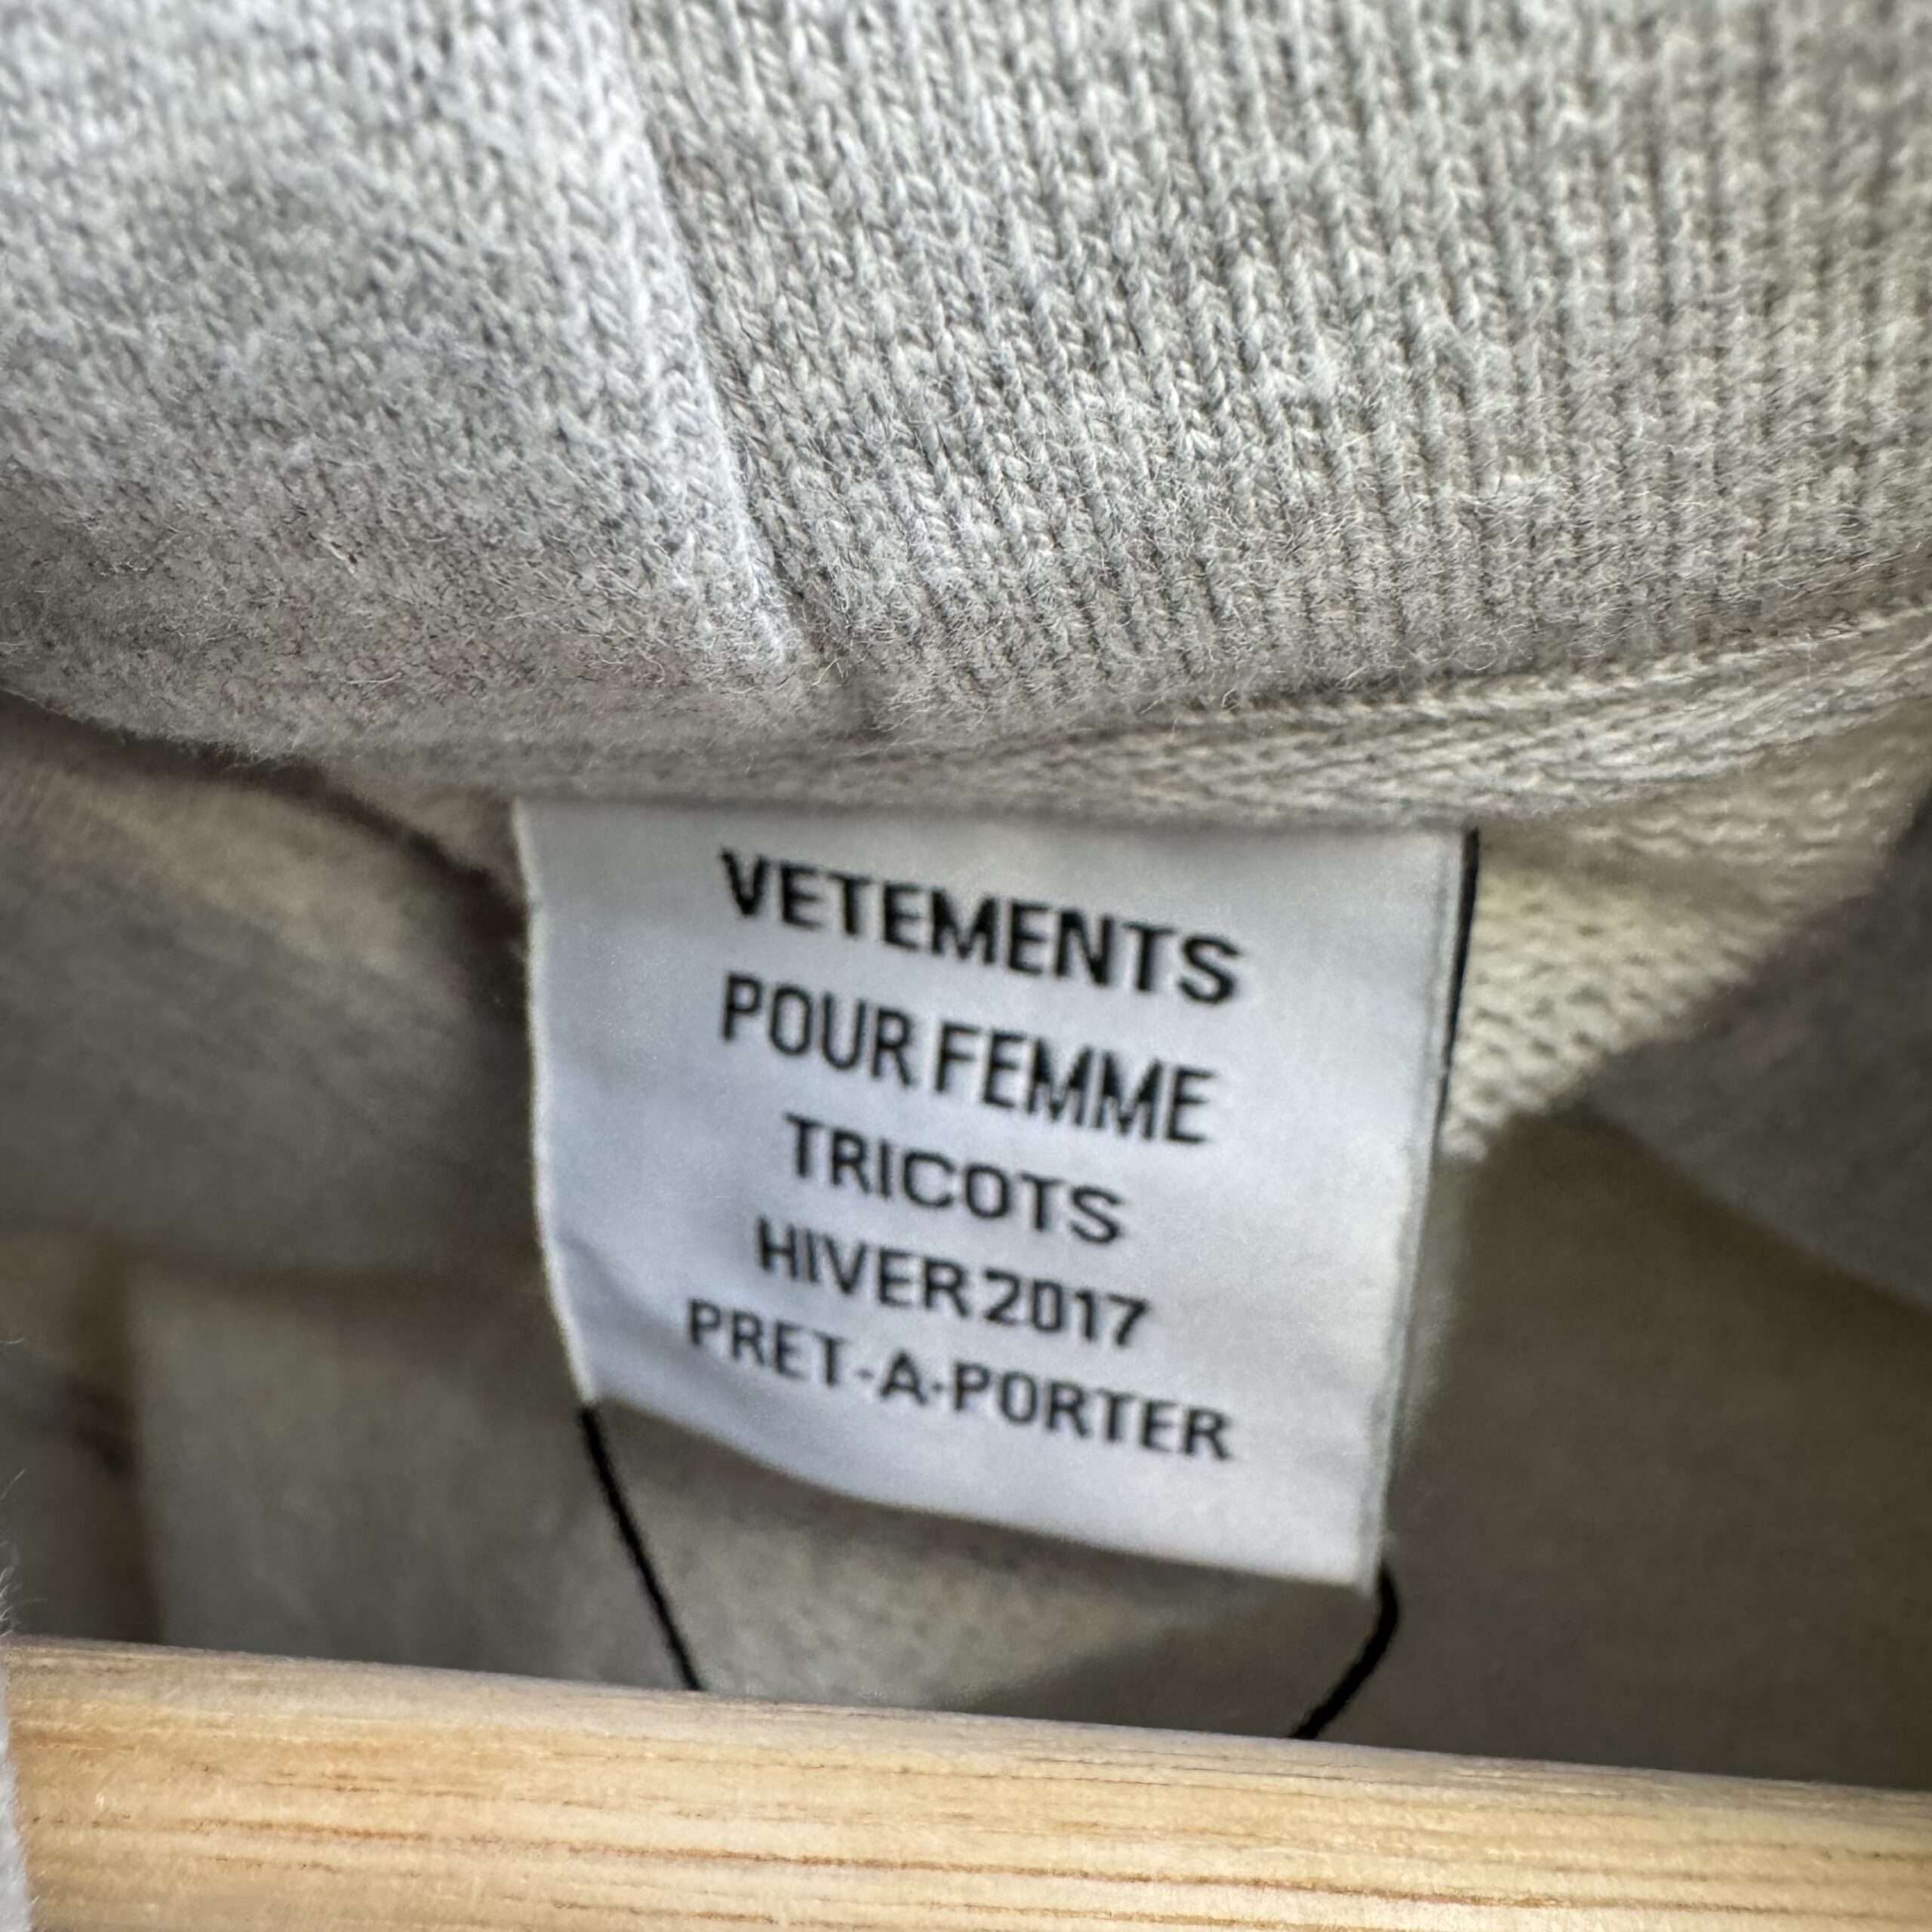 VETEMENTS
POUR FEMME
TRICOTS
HIVER 2017
PRET-A-PORTER